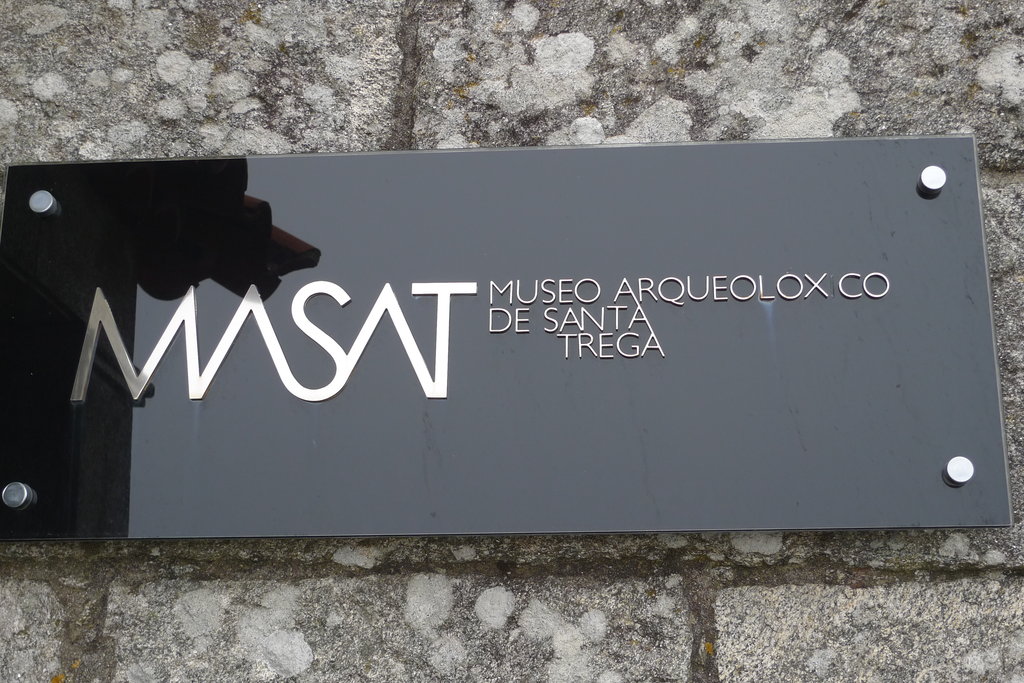 MASAT
MUSEO ARQUEOLOXICO
DE SANTA
TREGA